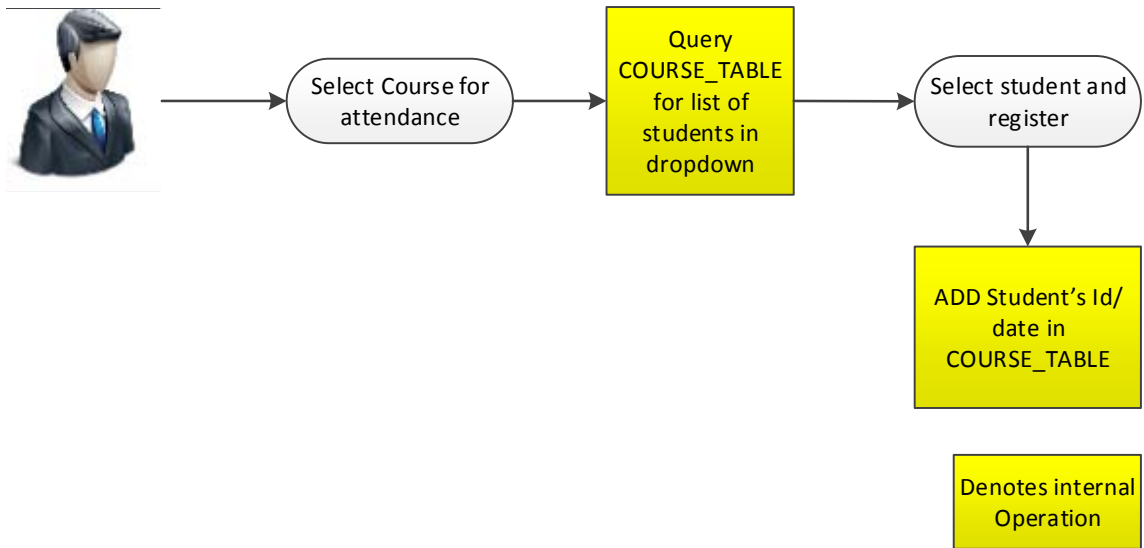 Select Course for
attendance
Query
COURSE_TABLE
for list of
students in
dropdown
Select student and
register
ADD Student’s Id/
date in
COURSE_TABLE
Denotes internal
Operation